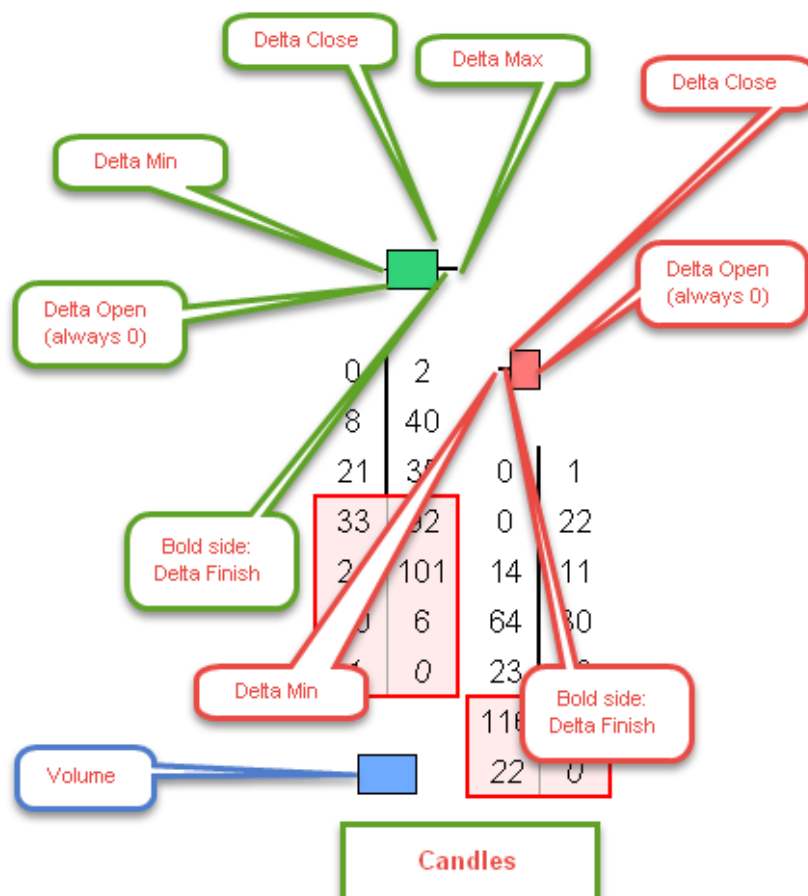 Delta Close
Delta Max
Delta Close
Delta Min
Delta Open
(always 0)
Delta Open
(always 0)
0 2
8 40
21
0 1
33
0 22
Bold side:
Delta Finish
101
14 11
6
64
0
23
Delta Min
Bold side:
Delta Finish
22 0
Volume
Candles